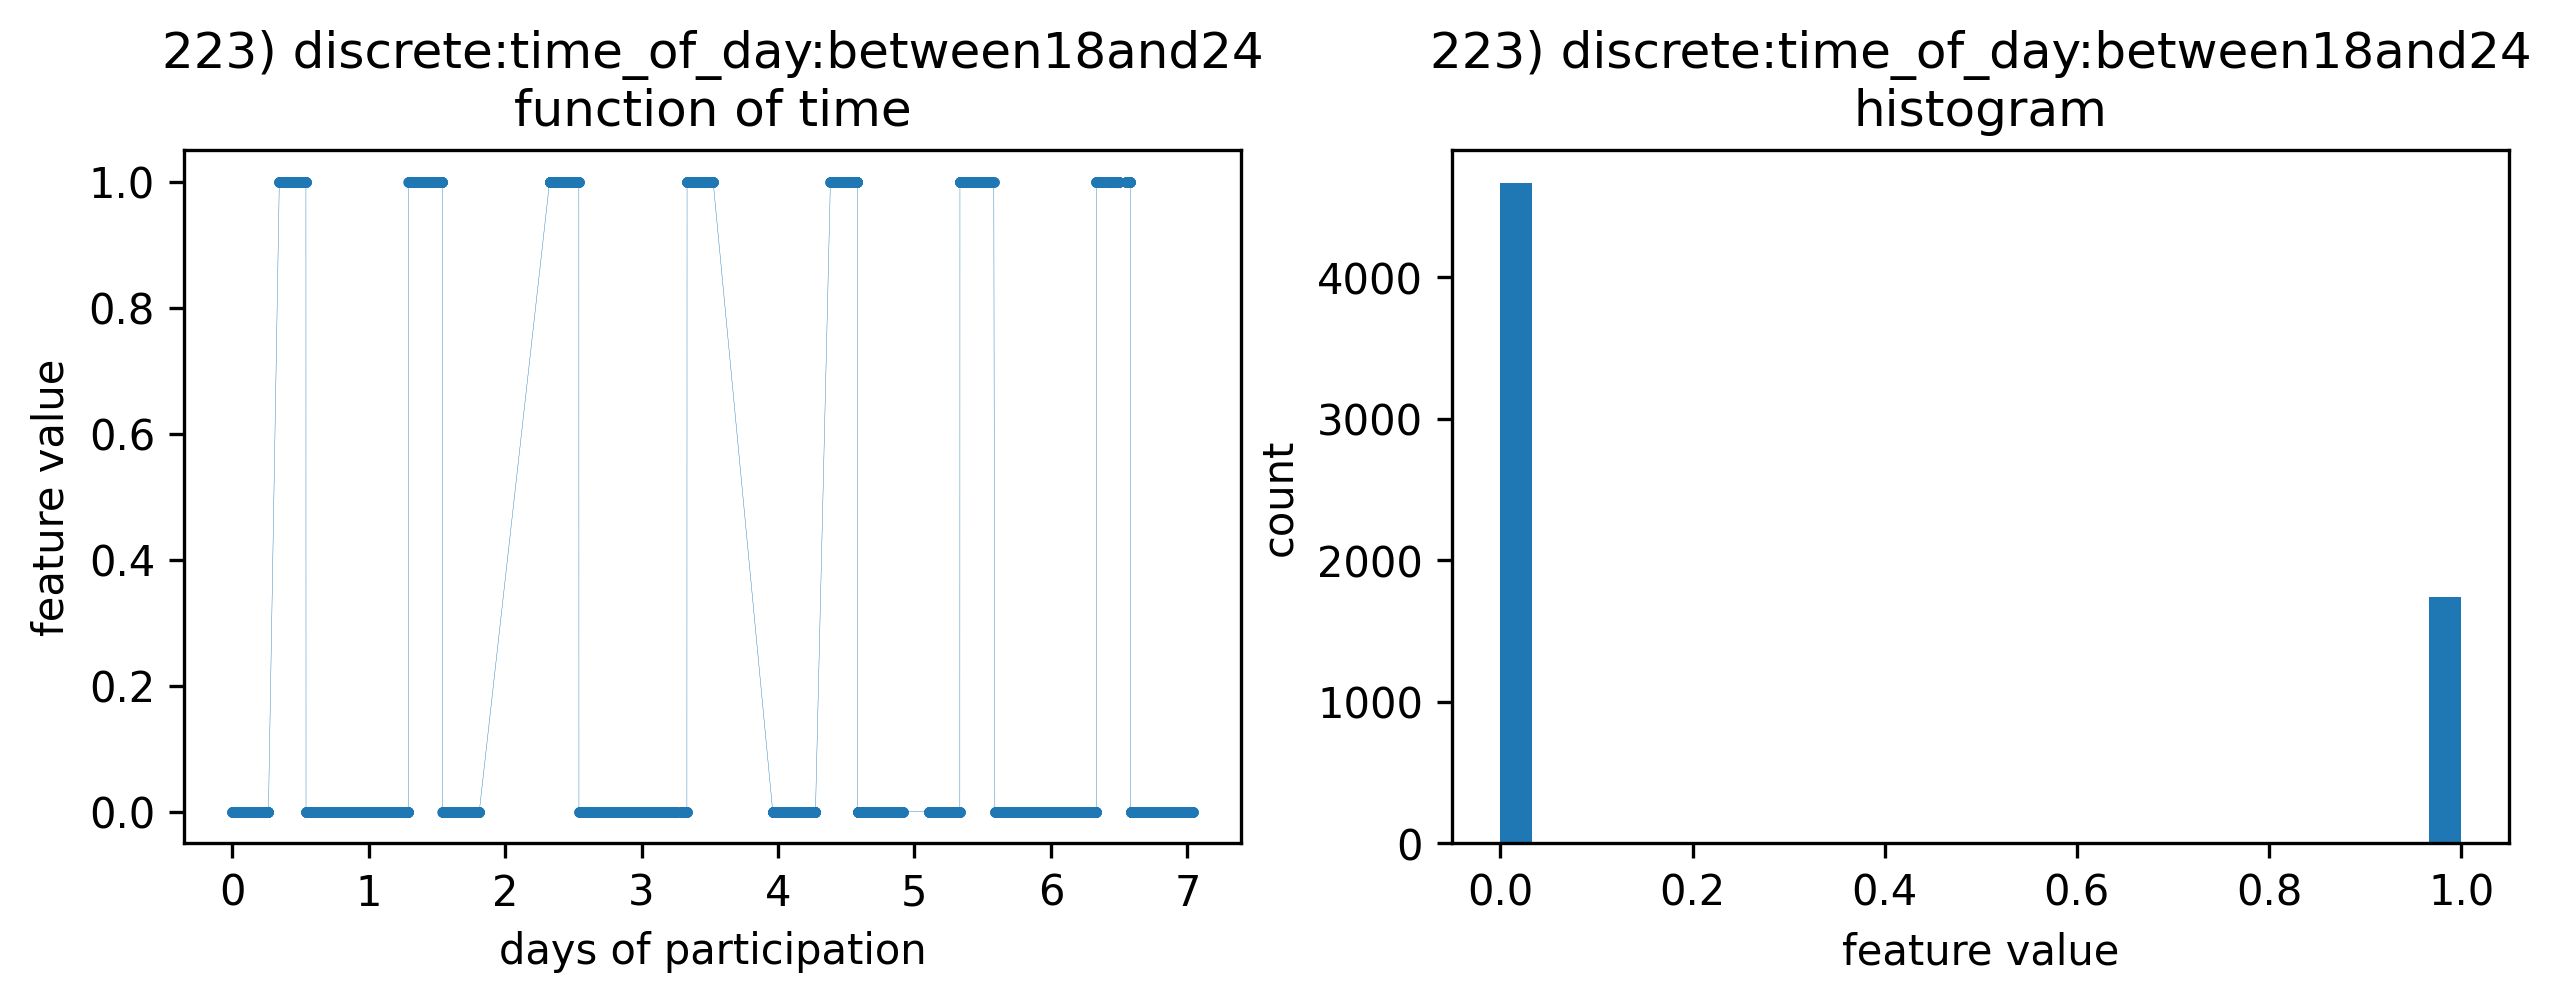 223) discrete:time_of_day:between18and24
function of time
1.0
0.8
0.6
0.4
0.2
0.0
feature value
0 1 2 3 4 5 6 7
days of participation
223) discrete:time_of_day:between18and24
histogram
4000
3000
2000
1000
0
count
0.0 0.2 0.4 0.6 0.8 1.0
feature value